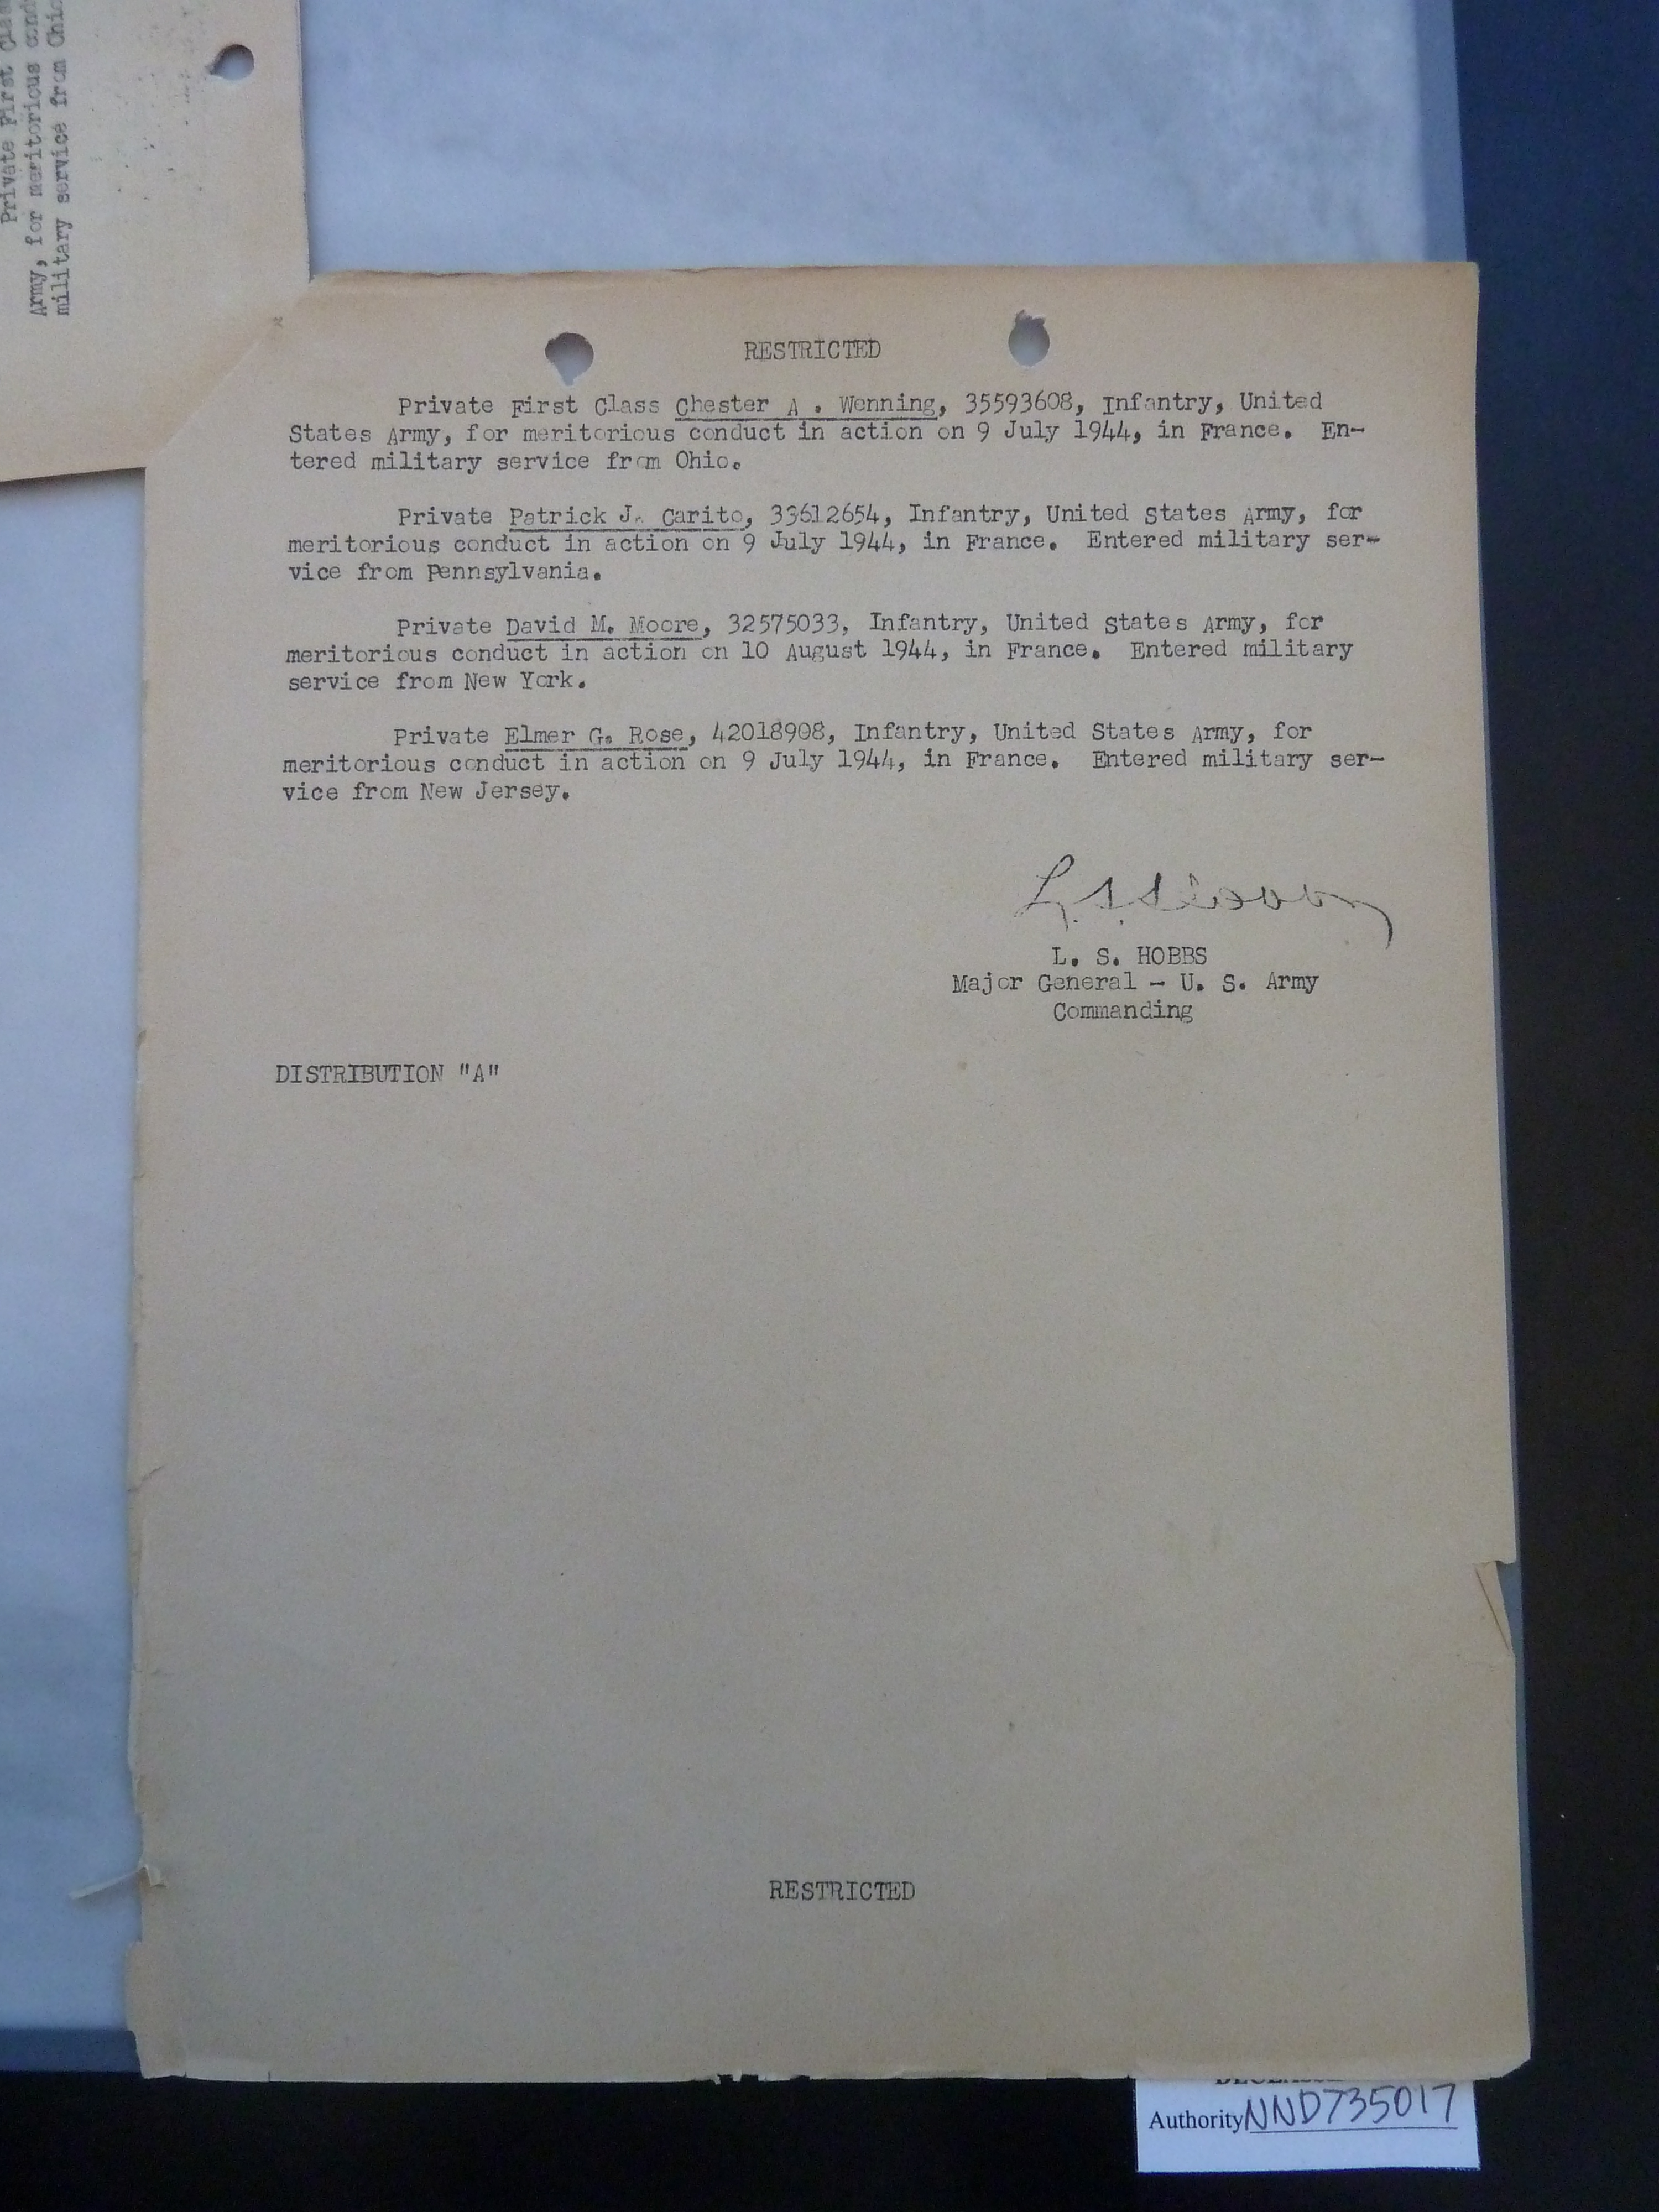 Private First Clas
Army, for meritorious cond
military service from Ohio
RESTRICTED
Private First Class Chester A . Wenning, 35593608, Infantry, United
States Army, for meritorious conduct in action on 9 July 1944, in France. En-
tered military service from Ohio.
Private Patrick J. Carito, 33612654, Infantry, United States Army, for
meritorious conduct in action on 9 July 1944, in France. Entered military ser-
vice from Pennsylvania.
Private David M. Moore, 32575033, Infantry, United States Army, for
meritorious conduct in action on 10 August 1944, in France. Entered military
service from New York.
Private Elmer G. Rose, 42018908, Infantry, United States Army, for
meritorious conduct in action on 9 July 1944, in France. Entered military ser-
vice from New Jersey.
L. S. HOBBS
Major General - U. S. Army
Commanding
DISTRIBUTION "A"
RESTRICTED
Authority NND735017